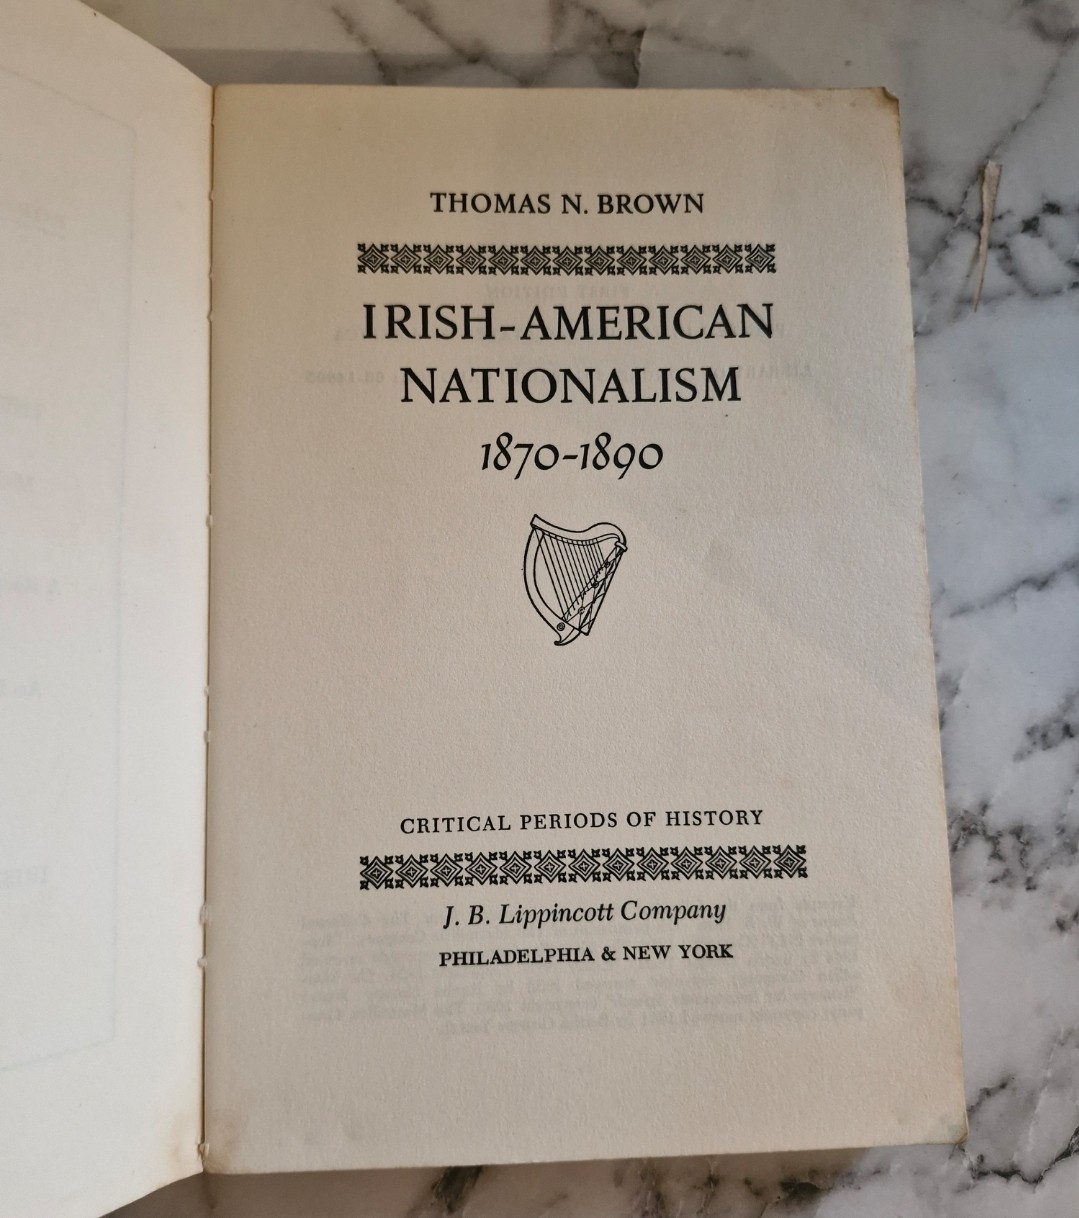 THOMAS N. BROWN
IRISH-AMERICAN
NATIONALISM
1870-1890
CRITICAL PERIODS OF HISTORY
J. B. Lippincott Company
PHILADELPHIA & NEW YORK